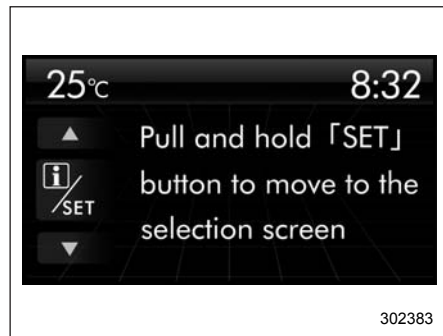 25℃ 8:32
▲
Pull and hold「SET」
button to move to the
selection screen
i/SET
▼
302383